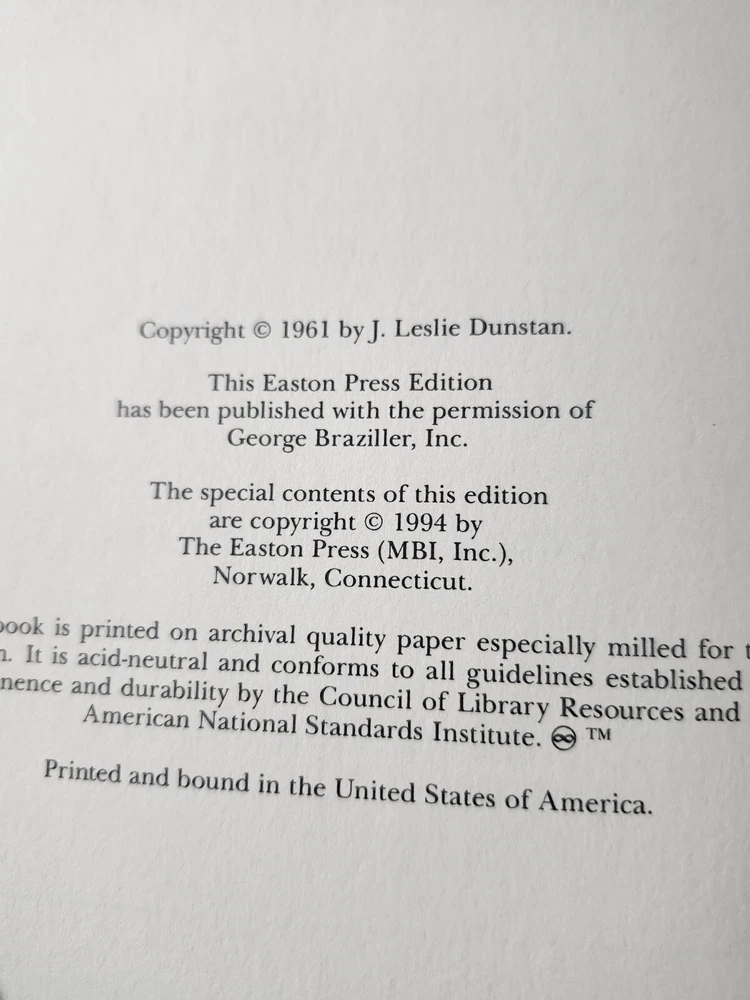 Copyright © 1961 by J. Leslie Dunstan.
This Easton Press Edition
has been published with the permission of
George Braziller, Inc.
The special contents of this edition
are copyright © 1994 by
The Easton Press (MBI, Inc.),
Norwalk, Connecticut.
is printed on archival quality paper especially milled for
It is acid-neutral and conforms to all guidelines established
and durability by the Council of Library Resources and
American National Standards Institute. ♾ ™
Printed and bound in the United States of America.